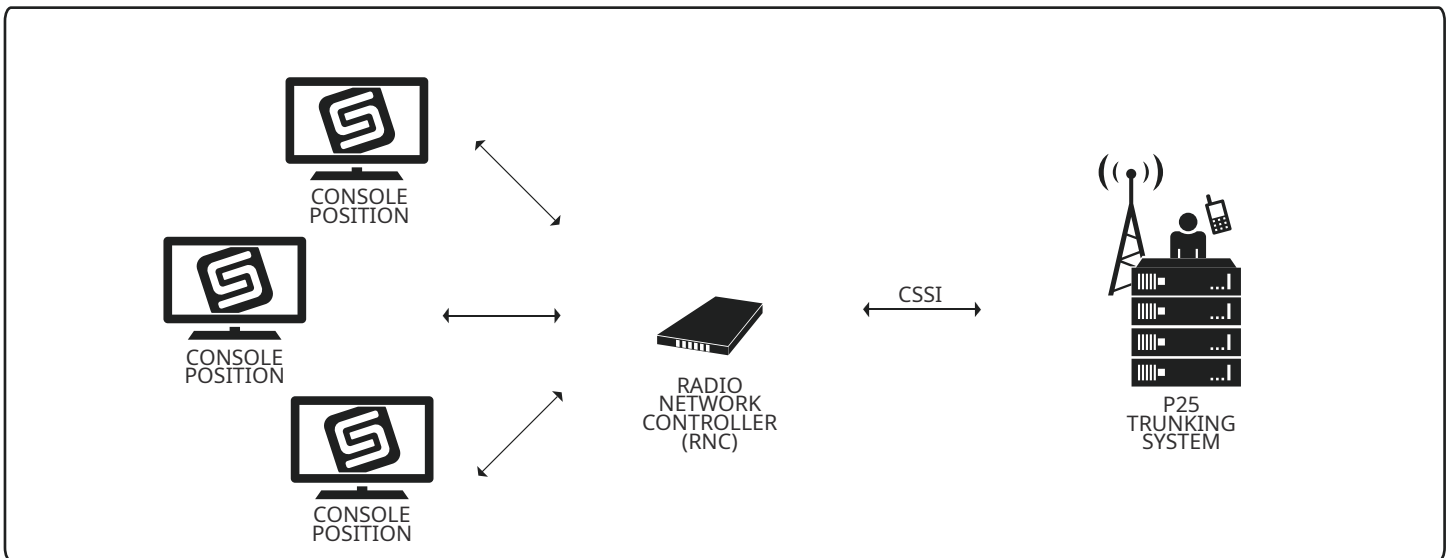 CONSOLE
POSITION
CONSOLE
POSITION
CONSOLE
POSITION
RADIO
NETWORK
CONTROLLER
(RNC)
CSSI
P25
TRUNKING
SYSTEM